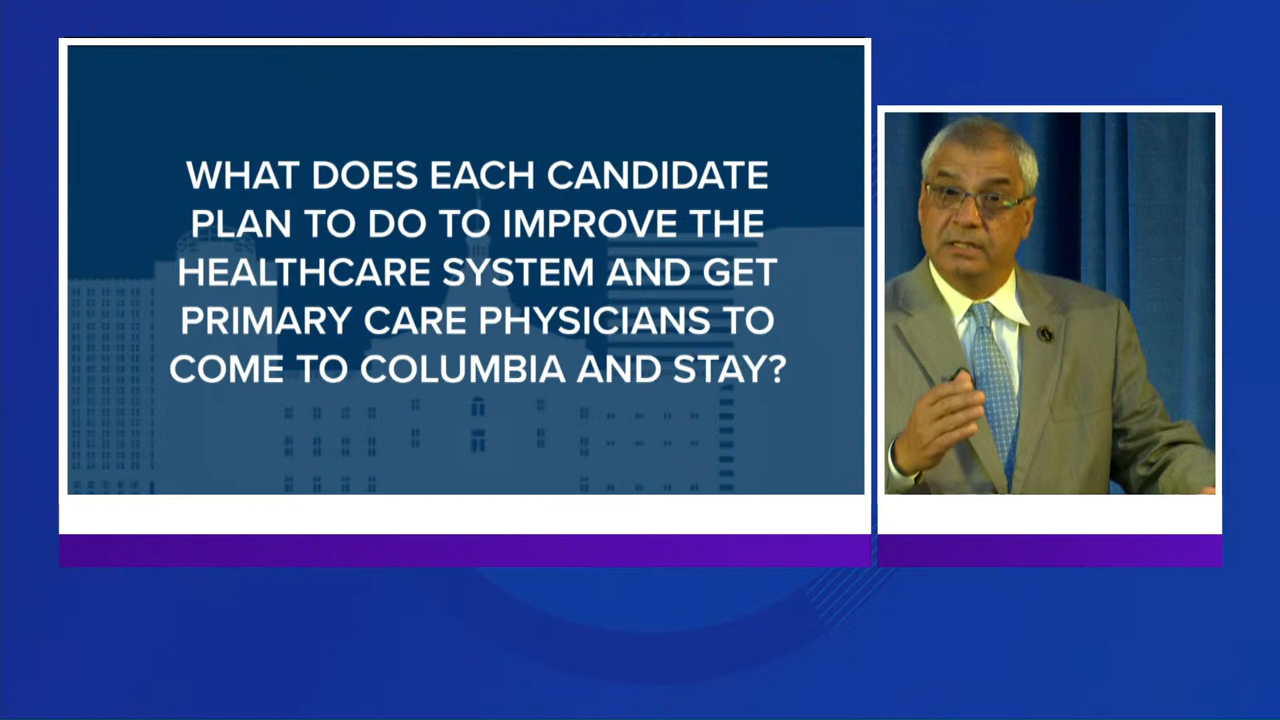 WHAT DOES EACH CANDIDATE
PLAN TO DO TO IMPROVE THE
HEALTHCARE SYSTEM AND GET
PRIMARY CARE PHYSICIANS TO
COME TO COLUMBIA AND STAY?